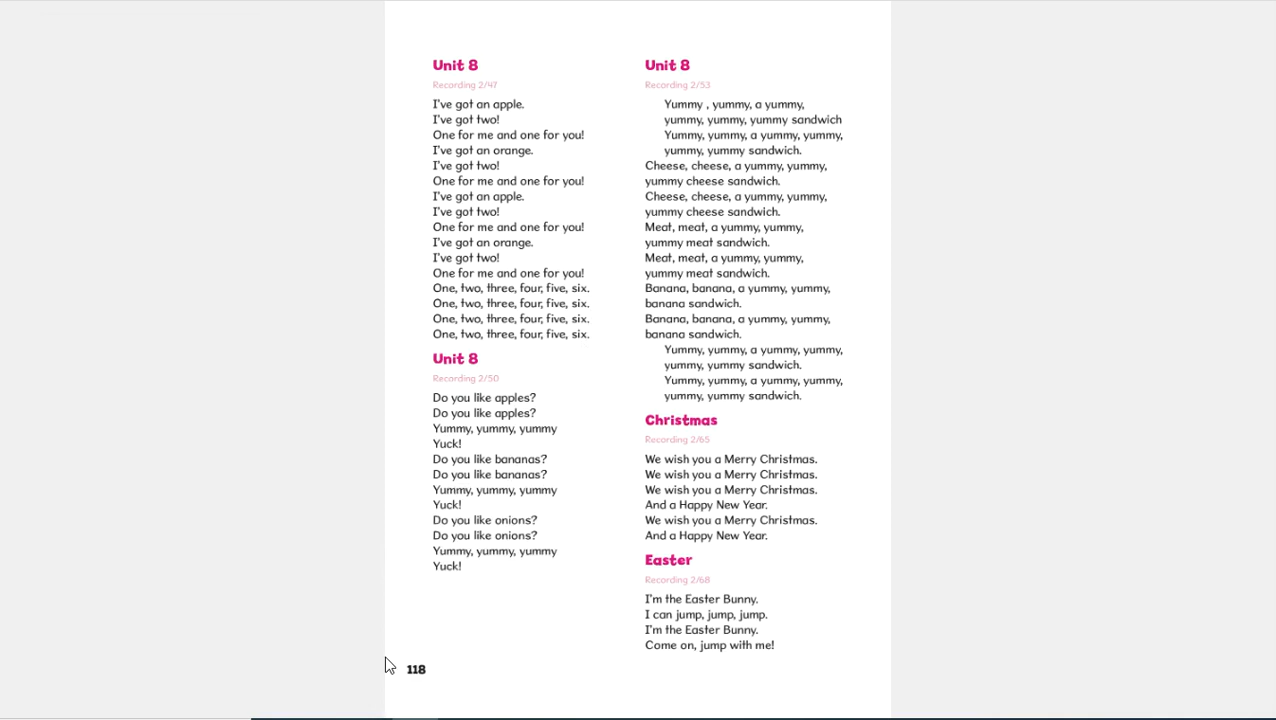 Unit 8
Recording 2/47
I've got an apple.
I've got two!
One for me and one for you!
I've got an orange.
I've got two!
One for me and one for you!
I've got an apple.
I've got two!
One for me and one for you!
I've got an orange.
I've got two!
One for me and one for you!
One, two, three, four, five, six.
One, two, three, four, five, six.
One, two, three, four, five, six.
One, two, three, four, five, six.
Unit 8
Recording 2/50
Do you like apples?
Do you like apples?
Yummy, yummy, yummy
Yuck!
Do you like bananas?
Do you like bananas?
Yummy, yummy, yummy
Yuck!
Do you like onions?
Do you like onions?
Yummy, yummy, yummy
Yuck!
Unit 8
Recording 2/53
Yummy , yummy, a yummy,
yummy, yummy, yummy sandwich
Yummy, yummy, a yummy, yummy,
yummy, yummy sandwich.
Cheese, cheese, a yummy, yummy,
yummy cheese sandwich.
Cheese, cheese, a yummy, yummy,
yummy cheese sandwich.
Meat, meat, a yummy, yummy,
yummy meat sandwich.
Meat, meat, a yummy, yummy,
yummy meat sandwich.
Banana, banana, a yummy, yummy,
banana sandwich.
Banana, banana, a yummy, yummy,
banana sandwich.
Yummy, yummy, a yummy, yummy,
yummy, yummy sandwich.
Yummy, yummy, a yummy, yummy,
yummy, yummy sandwich.
Christmas
Recording 2/65
We wish you a Merry Christmas.
We wish you a Merry Christmas.
We wish you a Merry Christmas.
And a Happy New Year.
We wish you a Merry Christmas.
And a Happy New Year.
Easter
Recording 2/68
I'm the Easter Bunny.
I can jump, jump, jump.
I'm the Easter Bunny.
Come on, jump with me!
118